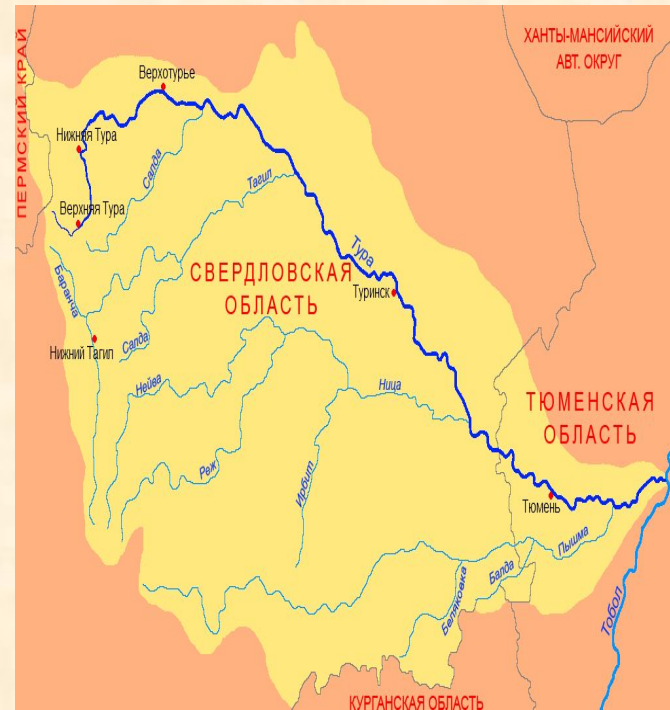 ХАНТЫ-МАНСИЙСКИЙ
АВТ. ОКРУГ
ПЕРМСКИЙ КРАЙ
Верхотурье
Нижняя Тура
Салда
Тагил
Верхняя Тура
Тура
Баранча
СВЕРДЛОВСКАЯ
ОБЛАСТЬ
Туринск
Салда
Нижний Тагил
Нейва
Ница
ТЮМЕНСКАЯ
ОБЛАСТЬ
Реж
Ирбит
Тюмень
Пышма
Балда
Беляковка
Тобол
КУРГАНСКАЯ ОБЛАСТЬ